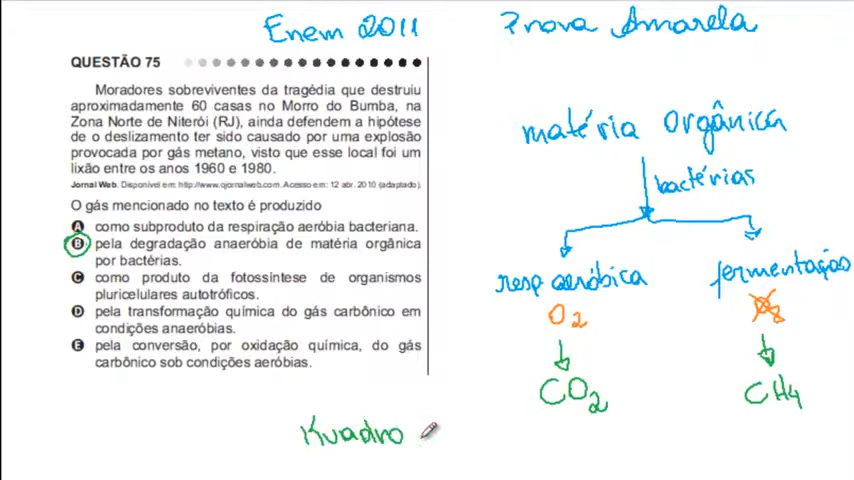 Enem 2011 Prova Amarela
QUESTÃO 75
Moradores sobreviventes da tragédia que destruiu
aproximadamente 60 casas no Morro do Bumba, na
Zona Norte de Niterói (RJ), ainda defendem a hipótese
de o deslizamento ter sido causado por uma explosão
provocada por gás metano, visto que esse local foi um
lixão entre os anos 1960 e 1980.
Jornal Web. Disponível em: http://www.ojornalweb.com. Acesso em: 12 abr. 2010 (adaptado).
O gás mencionado no texto é produzido
A como subproduto da respiração aeróbia bacteriana.
B pela degradação anaeróbia de matéria orgânica
por bactérias.
C como produto da fotossíntese de organismos
pluricelulares autotróficos.
D pela transformação química do gás carbônico em
condições anaeróbias.
E pela conversão, por oxidação química, do gás
carbônico sob condições aeróbias.
matéria orgânica
bactérias
resp aeróbica fermentação
O2 O2
CO2 CH4
Kuadro